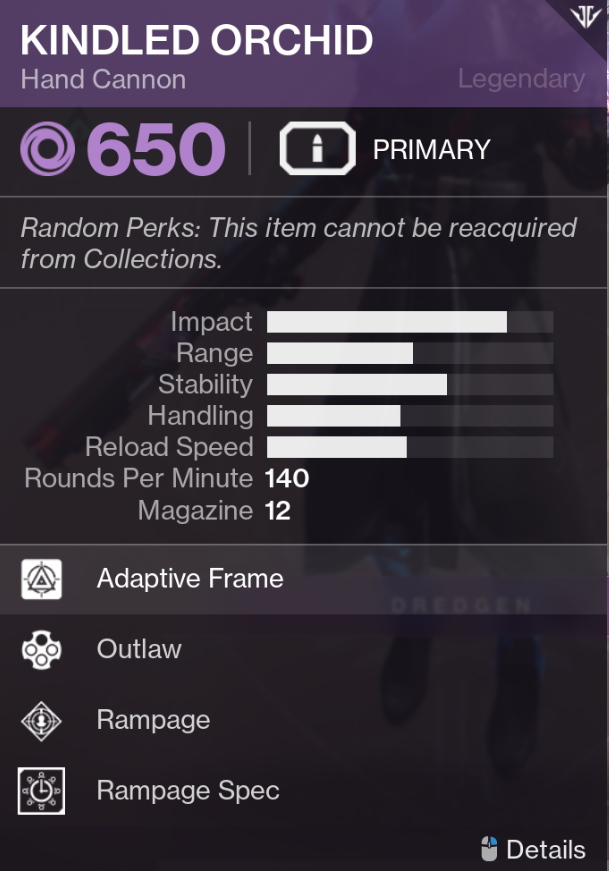 KINDLED ORCHID
Hand Cannon
Legendary
650
PRIMARY
Random Perks: This item cannot be reacquired
from Collections.
Impact
Range
Stability
Handling
Reload Speed
Rounds Per Minute 140
Magazine 12
Adaptive Frame
DREDGEN
Outlaw
Rampage
Rampage Spec
Details